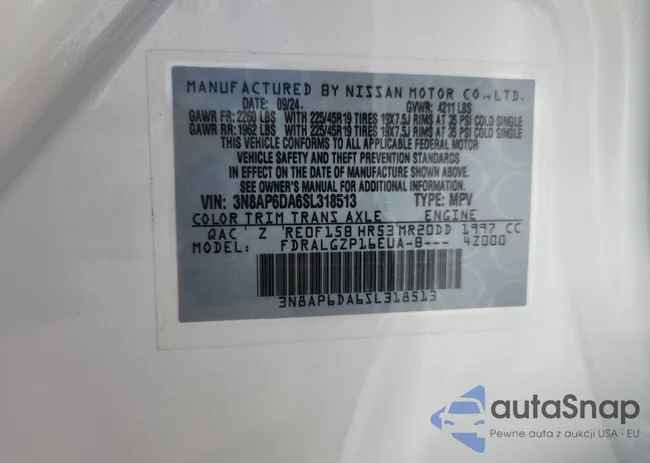 MANUFACTURED BY NISSAN MOTOR CO.,LTD.
DATE: 09/24. GVWR: 4211 LBS
GAWR FR: 2260 LBS WITH 225/45R19 TIRES 19X7.5J RIMS AT 35 PSI COLD SINGLE
GAWR RR: 1962 LBS WITH 225/45R19 TIRES 19X7.5J RIMS AT 35 PSI COLD SINGLE
THIS VEHICLE CONFORMS TO ALL APPLICABLE FEDERAL MOTOR
VEHICLE SAFETY AND THEFT PREVENTION STANDARDS
IN EFFECT ON THE DATE OF MANUFACTURE SHOWN ABOVE.
SEE OWNER'S MANUAL FOR ADDITIONAL INFORMATION
VIN: 3N8AP6DA6SL318513 TYPE: MPV
COLOR TRIM TRANS AXLE ENGINE
QAC' Z 'RE0F15B HR53'MR20DD 1997 CC
FDRALGZP16EUA-B--- 4Z000
3N8AP6DA6SL318513
autaSnap
Pewne auta z aukcji USA i EU